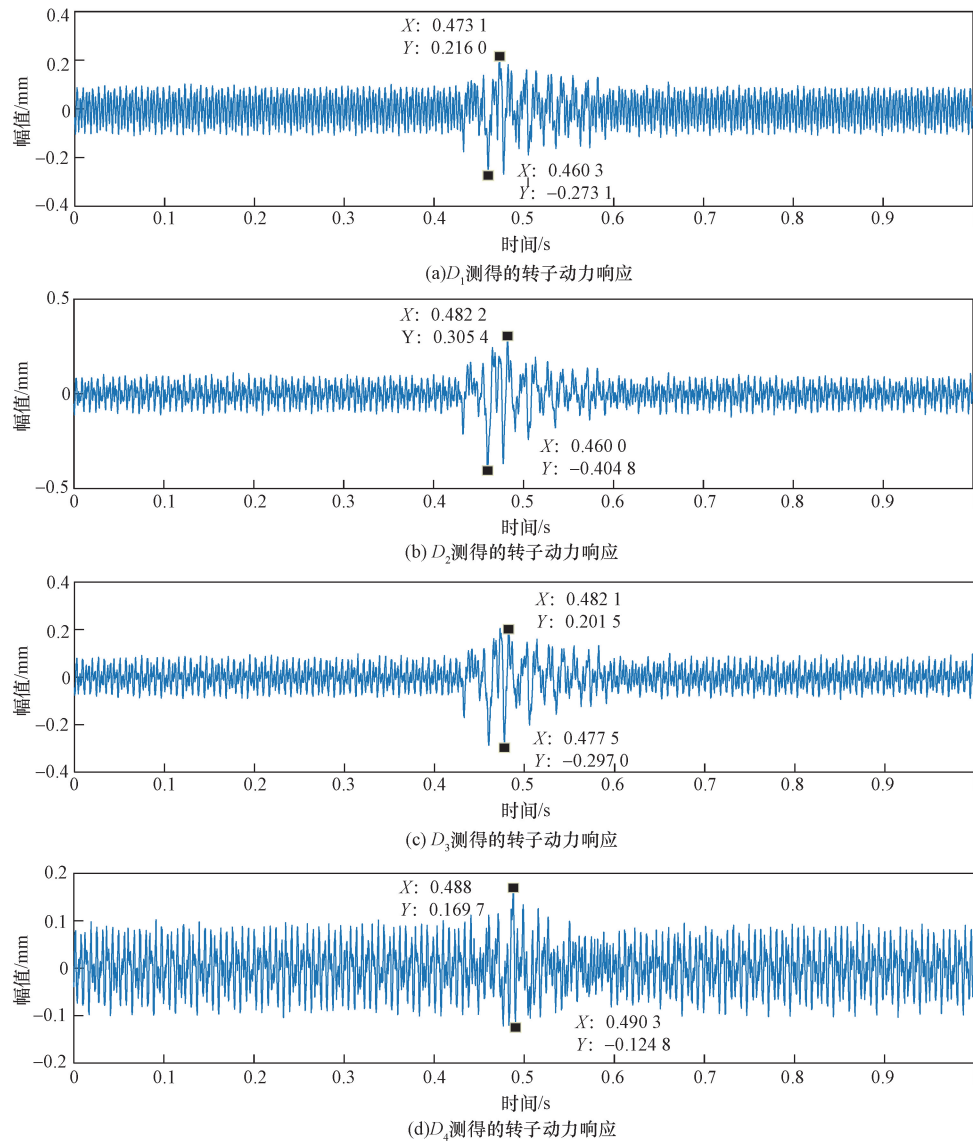 0.4
X: 0.473 1
Y: 0.216 0
0.2
0
−0.2
X: 0.460 3
Y: −0.273 1
−0.4
幅值/mm
0 0.1 0.2 0.3 0.4 0.5 0.6 0.7 0.8 0.9
时间/s
(a)D1测得的转子动力响应
0.5
X: 0.482 2
Y: 0.305 4
0
X: 0.460 0
Y: −0.404 8
−0.5
幅值/mm
0 0.1 0.2 0.3 0.4 0.5 0.6 0.7 0.8 0.9
时间/s
(b) D2测得的转子动力响应
0.4
X: 0.482 1
Y: 0.201 5
0.2
0
−0.2
X: 0.477 5
Y: −0.297 0
−0.4
幅值/mm
0 0.1 0.2 0.3 0.4 0.5 0.6 0.7 0.8 0.9
时间/s
(c) D3测得的转子动力响应
0.2
X: 0.488
Y: 0.169 7
0.1
0
−0.1
X: 0.490 3
Y: −0.124 8
−0.2
幅值/mm
0 0.1 0.2 0.3 0.4 0.5 0.6 0.7 0.8 0.9
时间/s
(d)D4测得的转子动力响应